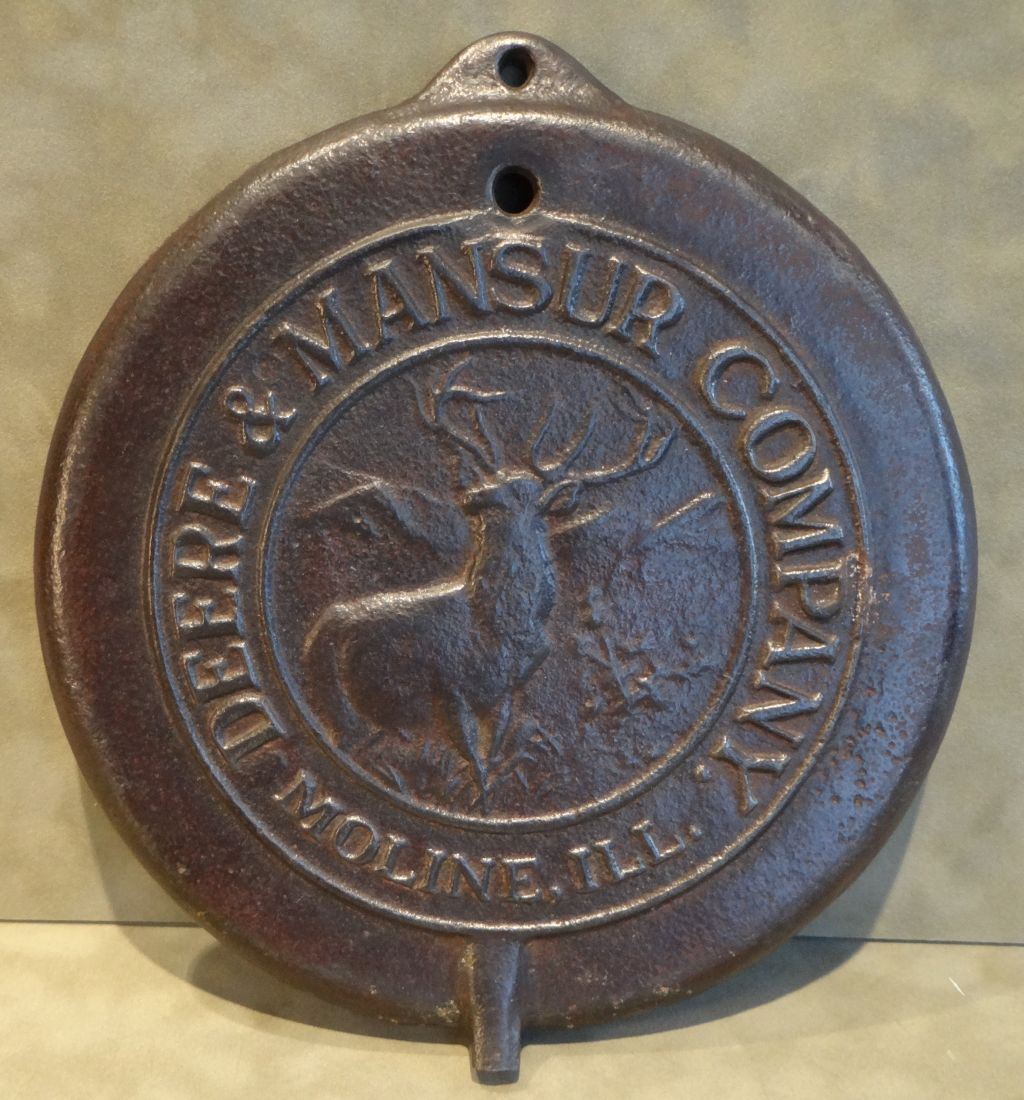 DEERE & MANSUR COMPANY.
MOLINE, ILL.